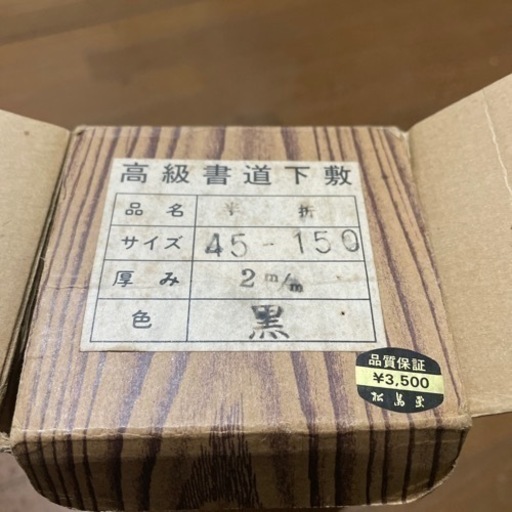 高級書道下敷
品名 半折
サイズ 45-150
厚み 2m/m
色 黒
品質保証
¥3,500